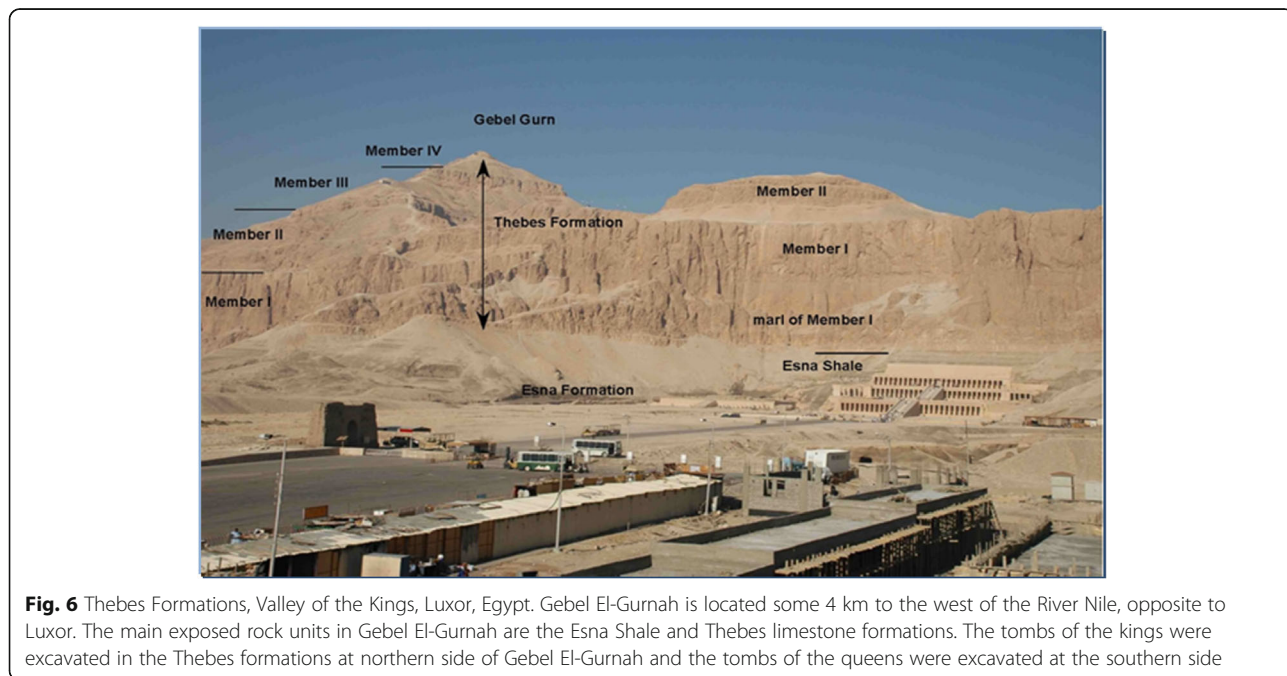 Gebel Gurn
Member IV
Member III
Member II
Thebes Formation
Member II
Member I
Member I
marl of Member I
Esna Shale
Esna Formation
Fig. 6 Thebes Formations, Valley of the Kings, Luxor, Egypt. Gebel El-Gurnah is located some 4 km to the west of the River Nile, opposite to
Luxor. The main exposed rock units in Gebel El-Gurnah are the Esna Shale and Thebes limestone formations. The tombs of the kings were
excavated in the Thebes formations at northern side of Gebel El-Gurnah and the tombs of the queens were excavated at the southern side